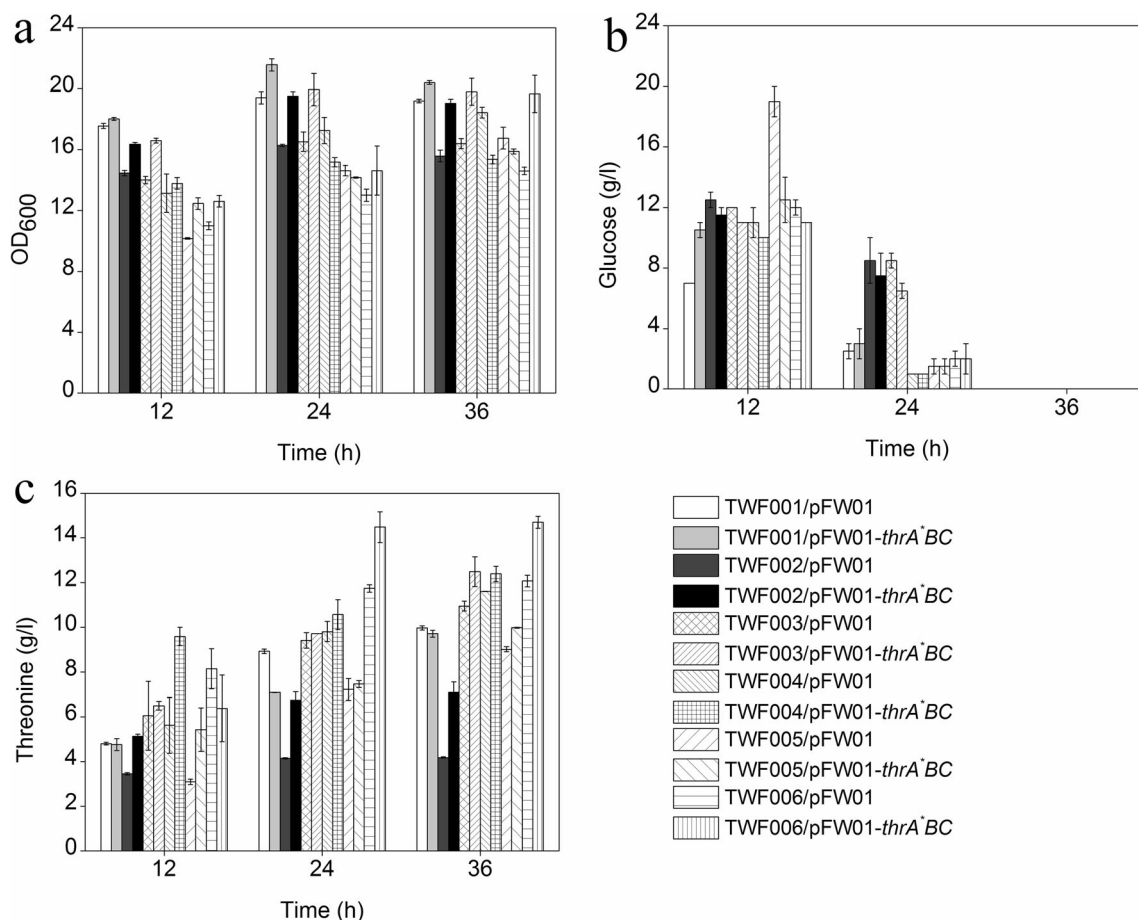 a
24
20
16
12
8
4
0
OD600
12
24
36
Time (h)
b
24
20
16
12
8
4
0
Glucose (g/l)
12
24
36
Time (h)
c
16
14
12
10
8
6
4
2
0
Threonine (g/l)
12
24
36
Time (h)
TWF001/pFW01
TWF001/pFW01-thrA*BC
TWF002/pFW01
TWF002/pFW01-thrA*BC
TWF003/pFW01
TWF003/pFW01-thrA*BC
TWF004/pFW01
TWF004/pFW01-thrA*BC
TWF005/pFW01
TWF005/pFW01-thrA*BC
TWF006/pFW01
TWF006/pFW01-thrA*BC